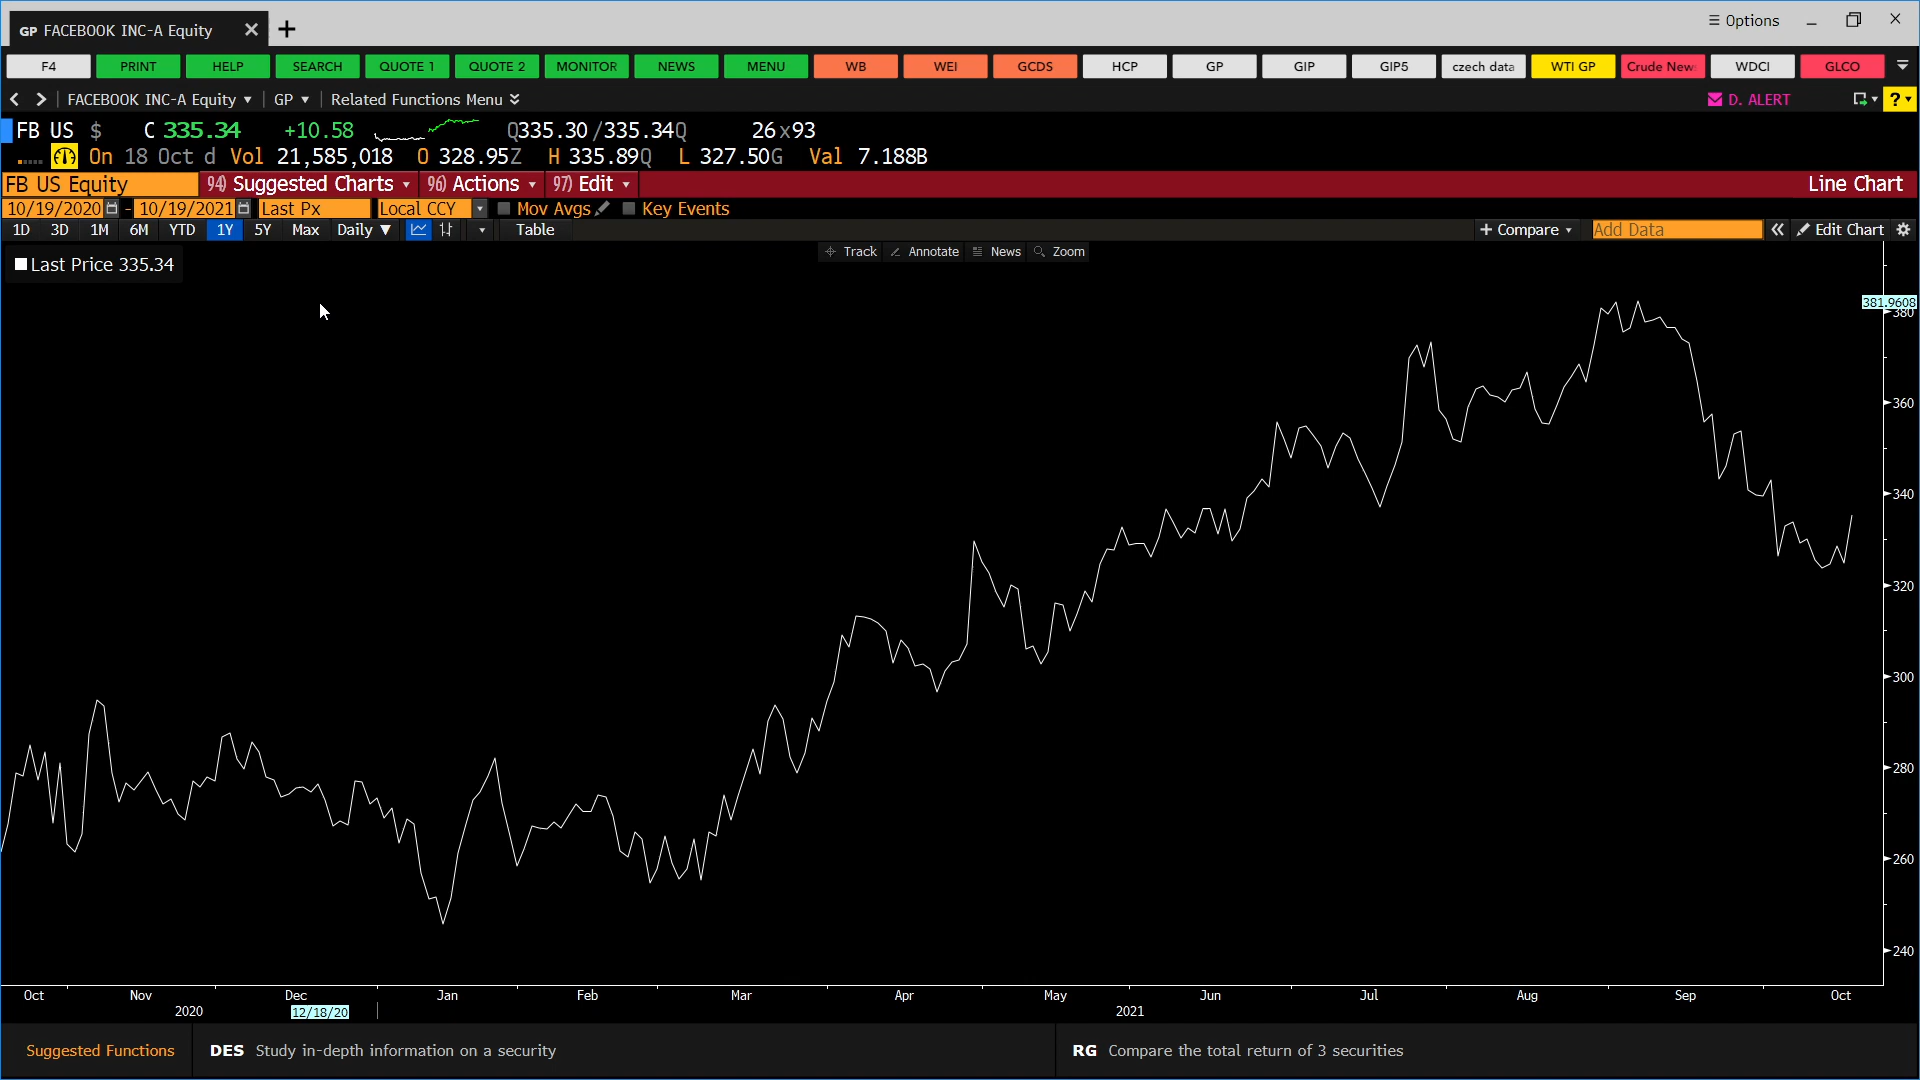 GP FACEBOOK INC-A Equity
Options
F4 PRINT HELP SEARCH QUOTE 1 QUOTE 2 MONITOR NEWS MENU WB WEI GCDS HCP GP GIP GIP5 czech data WTI GP Crude New WDCI GLCO
FACEBOOK INC-A Equity GP Related Functions Menu D. ALERT ?
FB US $ C 335.34 +10.58 Q335.30/335.34Q 26x93
On 18 Oct d Vol 21,585,018 O 328.95Z H 335.89Q L 327.50G Val 7.188B
FB US Equity 94) Suggested Charts 96) Actions 97) Edit Line Chart
10/19/2020 - 10/19/2021 Last Px Local CCY Mov Avgs Key Events
1D 3D 1M 6M YTD 1Y 5Y Max Daily ▼ Table + Compare Add Data « Edit Chart
Track Annotate News Zoom
Last Price 335.34
381.9608
380
360
340
320
300
280
260
240
Oct Nov Dec Jan Feb Mar Apr May Jun Jul Aug Sep Oct
2020 12/18/20 2021
Suggested Functions DES Study in-depth information on a security RG Compare the total return of 3 securities